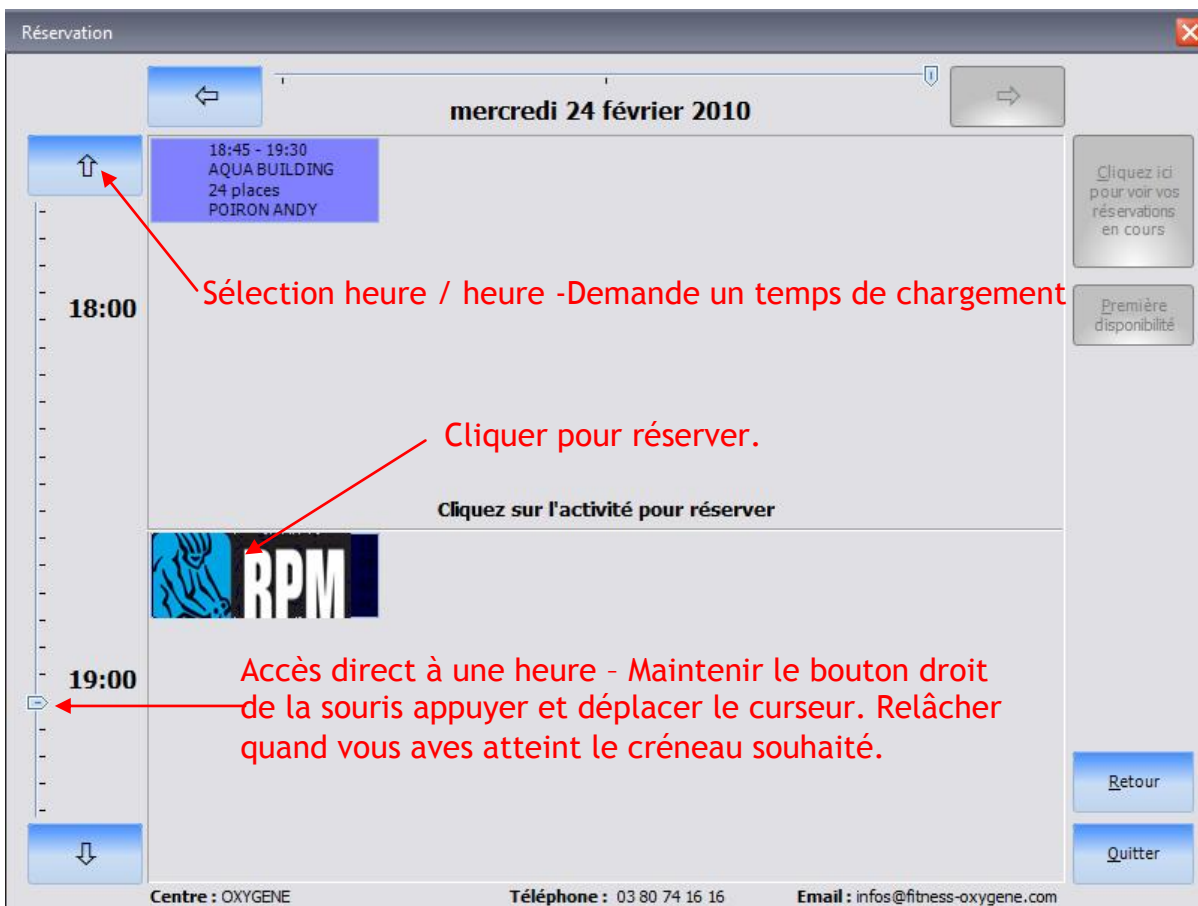 Réservation
mercredi 24 février 2010
18:45 - 19:30
AQUA BUILDING
24 places
POIRON ANDY
Cliquez ici
pour voir vos
réservations
en cours
Sélection heure / heure -Demande un temps de chargement
18:00
Première
disponibilité
Cliquer pour réserver.
Cliquez sur l'activité pour réserver
RPM
Accès direct à une heure – Maintenir le bouton droit
19:00
de la souris appuyer et déplacer le curseur. Relâcher
quand vous aves atteint le créneau souhaité.
Retour
Quitter
Centre : OXYGENE Téléphone : 03 80 74 16 16 Email : infos@fitness-oxygene.com